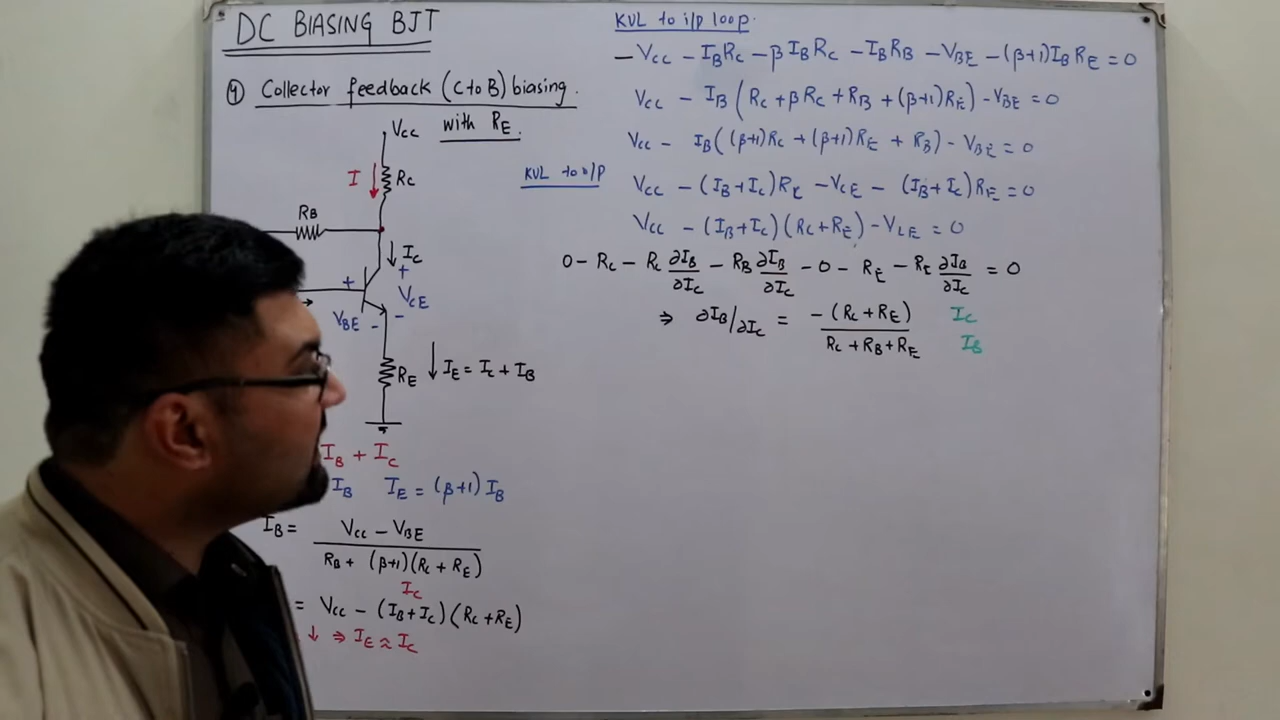 DC BIASING BJT
4) Collector feedback (C to B) biasing.
with RE.
VCC
I
RC
RB
IC
+
+
VCE
VBE -
-
RE
IE = IC + IB
IB + IC
IB IE = (β+1) IB
IB = VCC - VBE / RB + (β+1)(RC + RE)
IC
= VCC - (IB+IC)(RC+RE)
↓ ⇒ IE ≈ IC
KVL to i/p loop.
- VCC - IBRC - β IBRC - IBRB - VBE - (β+1)IBRE = 0
VCC - IB (RC + βRC + RB + (β+1)RE) - VBE = 0
VCC - IB((β+1)RC + (β+1)RE + RB) - VBE = 0
KVL to o/p
VCC - (IB+IC)RC - VCE - (IB+IC)RE = 0
VCC - (IB+IC)(RC+RE) - VCE = 0
0 - RC - RC ∂IB/∂IC - RB ∂IB/∂IC - 0 - RE - RE ∂IB/∂IC = 0
⇒ ∂IB/∂IC = -(RC+RE) / RC+RB+RE
IC
IB